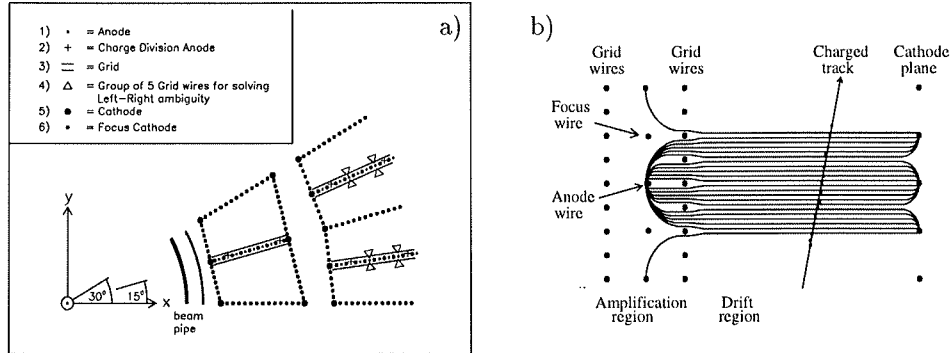 a)
1) · = Anode
2) + = Charge Division Anode
3) = Grid
4) △ = Group of 5 Grid wires for solving
Left-Right ambiguity
5) • = Cathode
6) • = Focus Cathode
y
x
30°
15°
beam
pipe
b)
Grid
wires
Grid
wires
Charged
track
Cathode
plane
Focus
wire
Anode
wire
Amplification
region
Drift
region